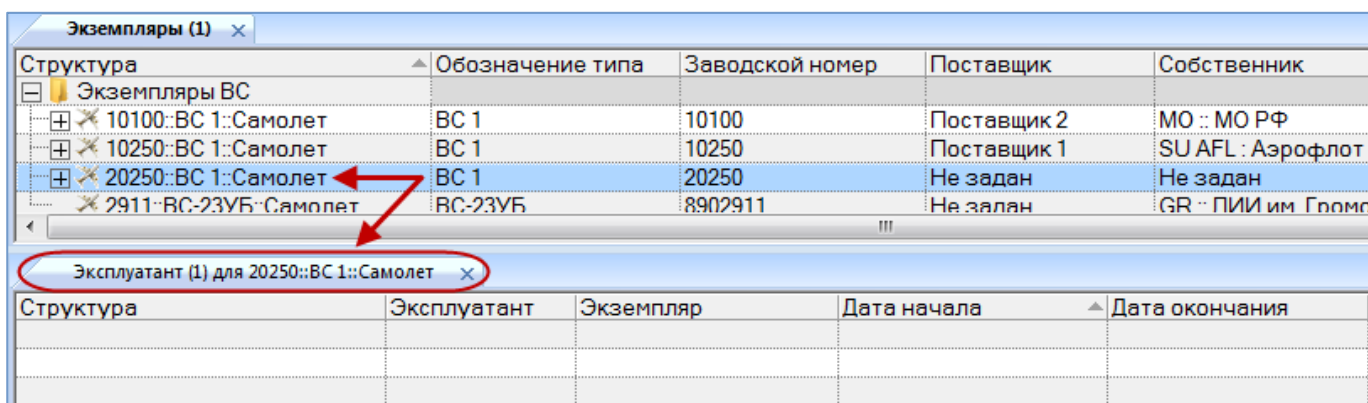 Экземпляры (1)
Структура Обозначение типа Заводской номер Поставщик Собственник
Экземпляры ВС
10100::ВС 1::Самолет ВС 1 10100 Поставщик 2 МО :: МО РФ
10250::ВС 1::Самолет ВС 1 10250 Поставщик 1 SU AFL : Аэрофлот
20250::ВС 1::Самолет ВС 1 20250 Не задан Не задан
2911::ВС-23УБ::Самолет ВС-23УБ 8902911 Не задан GR :: ЛИИ им. Громо
Эксплуатант (1) для 20250::ВС 1::Самолет
Структура Эксплуатант Экземпляр Дата начала Дата окончания